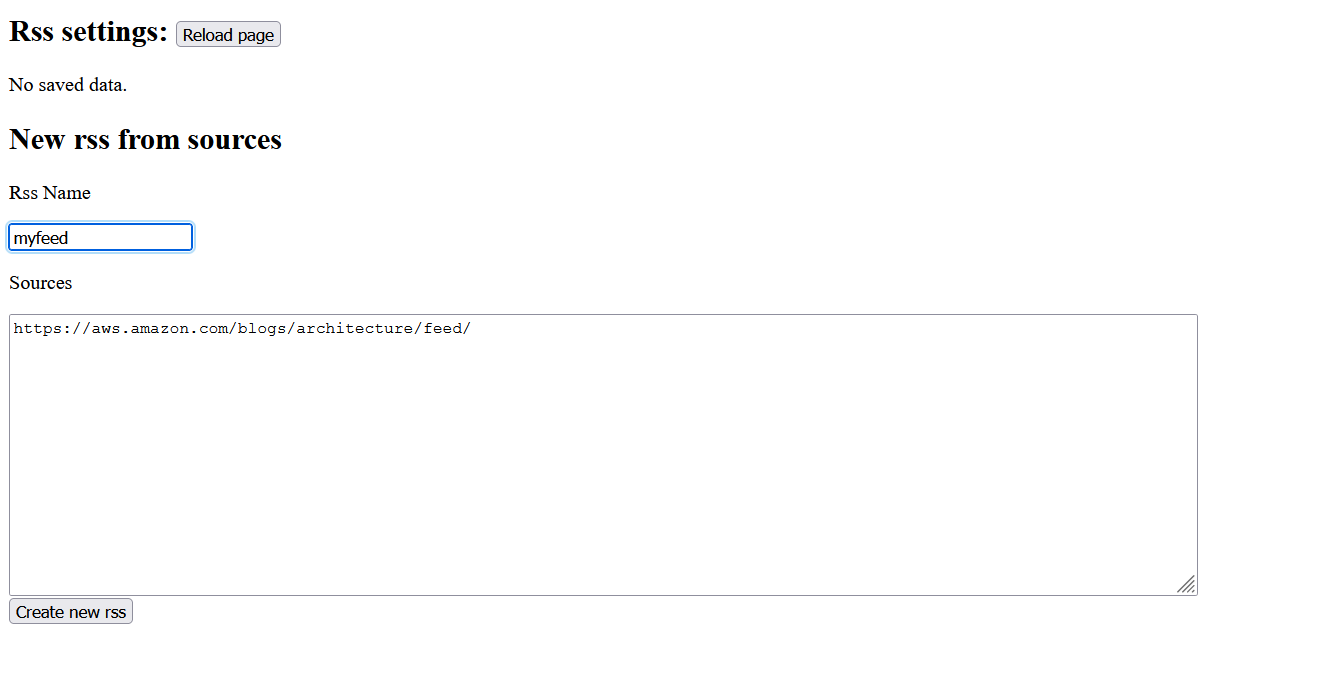 Rss settings: Reload page
No saved data.
New rss from sources
Rss Name
myfeed
Sources
https://aws.amazon.com/blogs/architecture/feed/
Create new rss